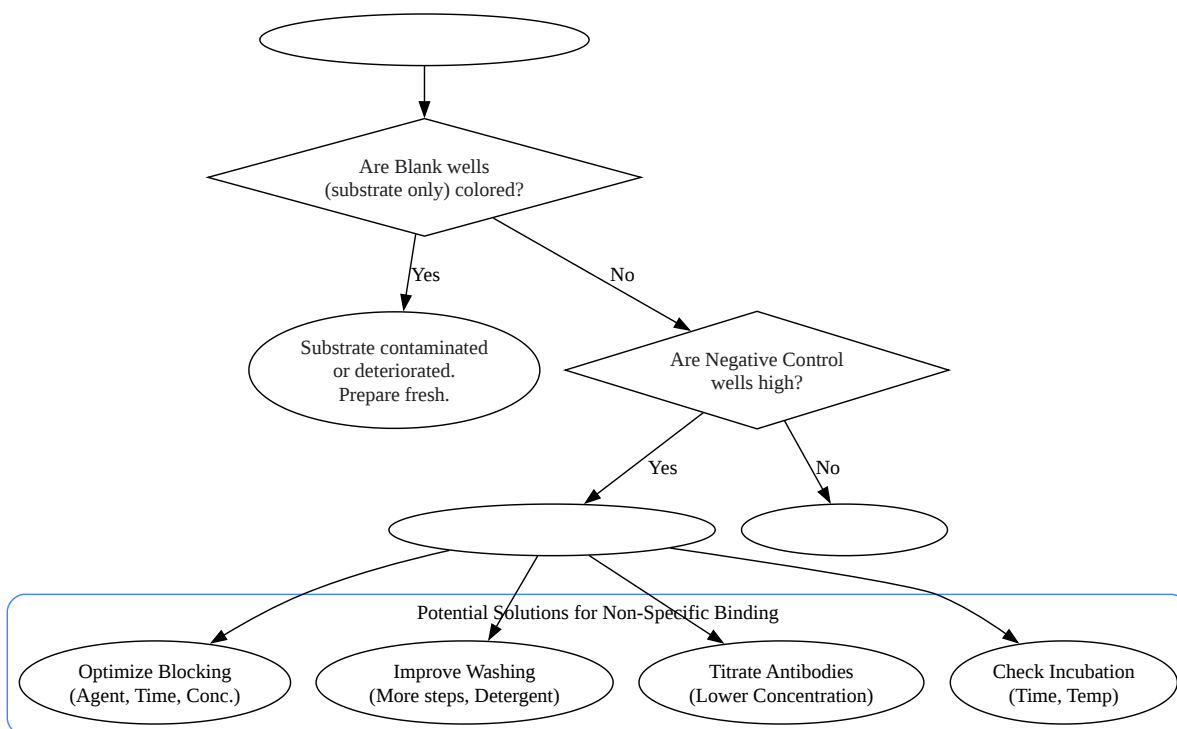 Are Blank wells
(substrate only) colored?
Yes
No
Substrate contaminated
or deteriorated.
Prepare fresh.
Are Negative Control
wells high?
Yes
No
Potential Solutions for Non-Specific Binding
Optimize Blocking
(Agent, Time, Conc.)
Improve Washing
(More steps, Detergent)
Titrate Antibodies
(Lower Concentration)
Check Incubation
(Time, Temp)